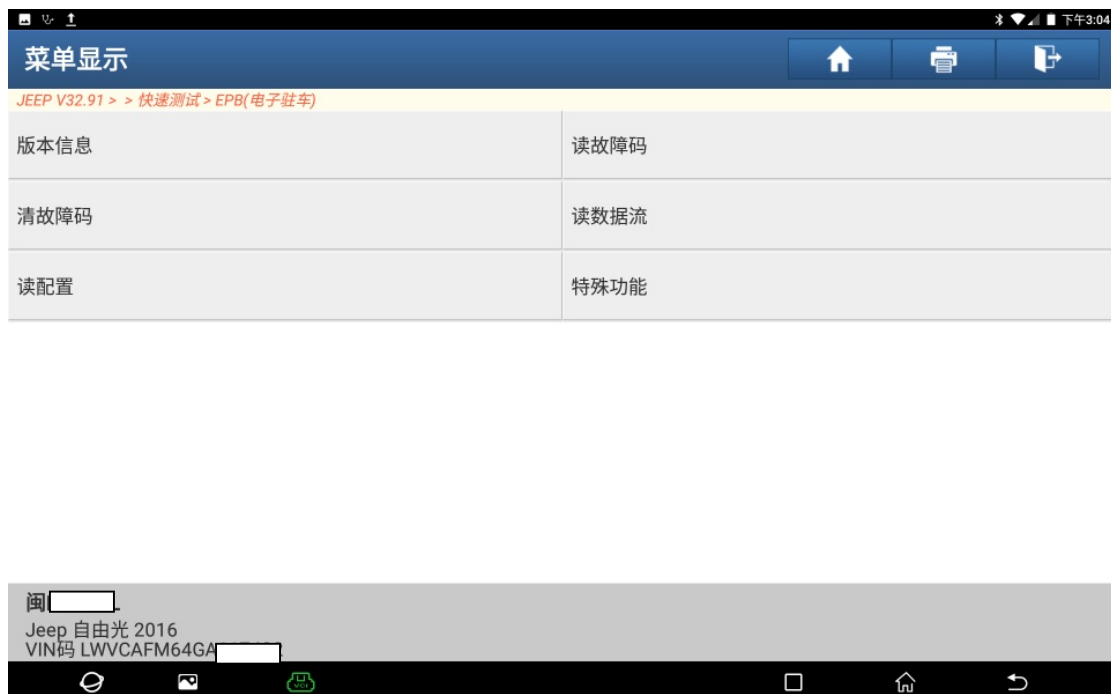 下午3:04
菜单显示
JEEP V32.91 > > 快速测试 > EPB(电子驻车)
版本信息
读故障码
清故障码
读数据流
读配置
特殊功能
闽
Jeep 自由光 2016
VIN码 LWVCAFM64GA
VCI